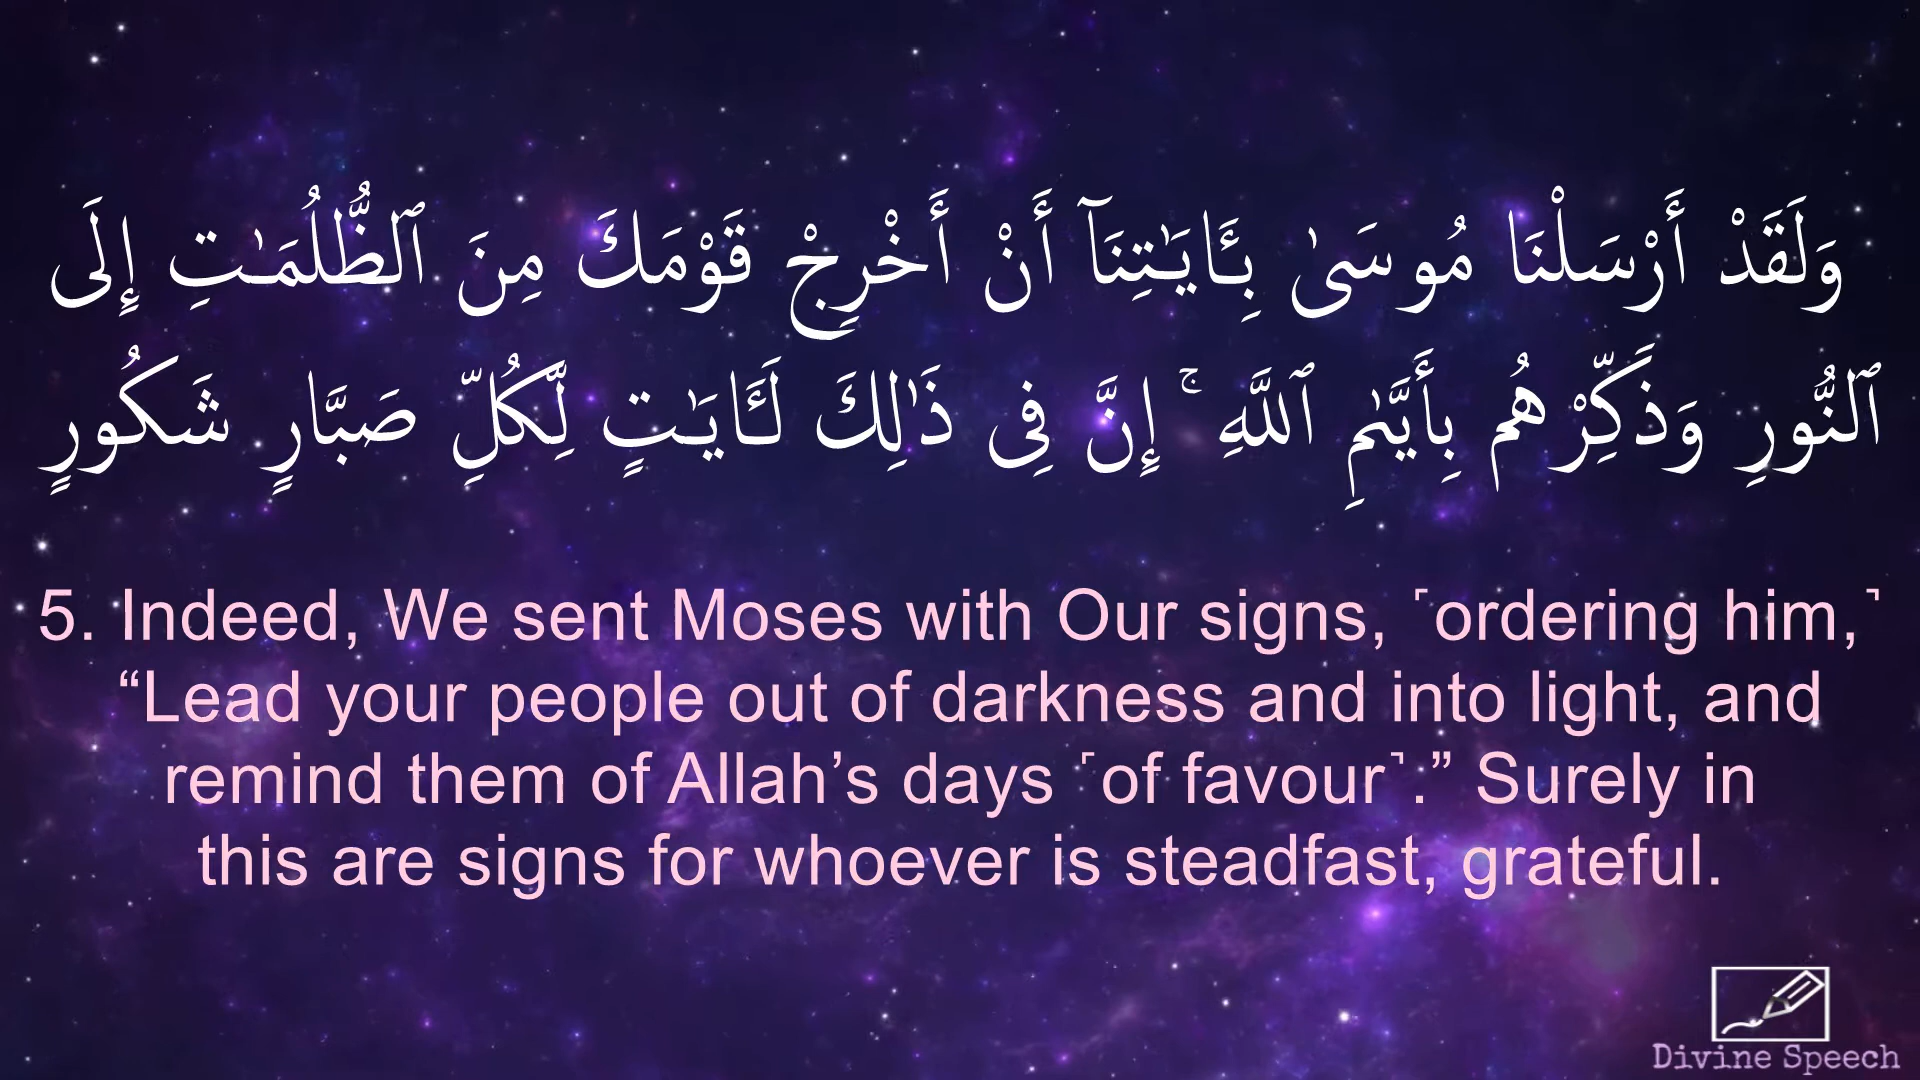 وَلَقَدْ أَرْسَلْنَا مُوسَىٰ بِـَٔايَـٰتِنَآ أَنْ أَخْرِجْ قَوْمَكَ مِنَ ٱلظُّلُمَـٰتِ إِلَى
ٱلنُّورِ وَذَكِّرْهُم بِأَيَّىٰمِ ٱللَّهِ ۚ إِنَّ فِى ذَٰلِكَ لَـَٔايَـٰتٍ لِّكُلِّ صَبَّارٍ شَكُورٍ
5. Indeed, We sent Moses with Our signs, ˹ordering him,˺
“Lead your people out of darkness and into light, and
remind them of Allah’s days ˹of favour˺.” Surely in
this are signs for whoever is steadfast, grateful.
Divine Speech